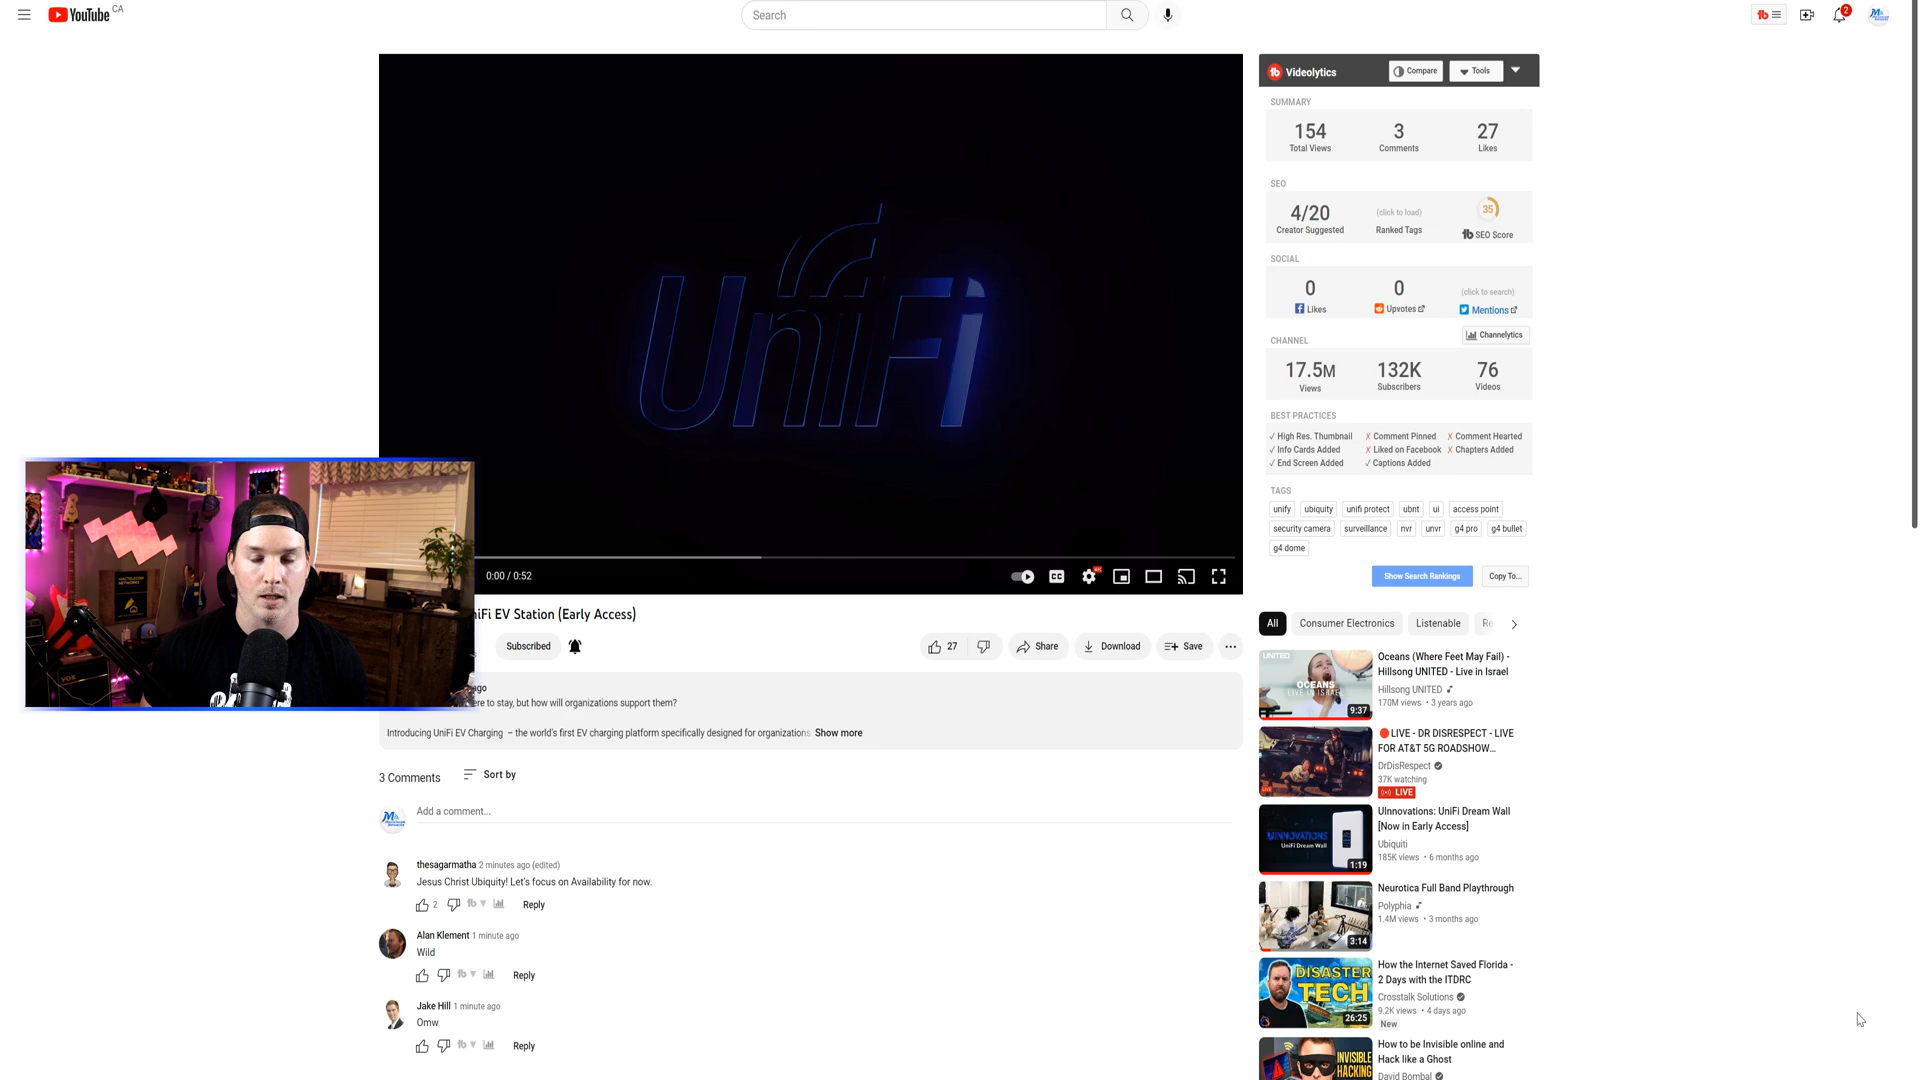 YouTube CA
Search
2
UniFi
0:00 / 0:52
iFi EV Station (Early Access)
Subscribed
27
Share
Download
Save
ago
ere to stay, but how will organizations support them?
Introducing UniFi EV Charging – the world's first EV charging platform specifically designed for organizations. Show more
3 Comments
Sort by
Add a comment...
thesagarmatha 2 minutes ago (edited)
Jesus Christ Ubiquity! Let's focus on Availability for now.
2
Reply
Alan Klement 1 minute ago
Wild
Reply
Jake Hill 1 minute ago
Omw
Reply
Videolytics
Compare
Tools
SUMMARY
154 3 27
Total Views Comments Likes
SEO
4/20 (click to load) 35
Creator Suggested Ranked Tags SEO Score
SOCIAL
0 0 (click to search)
Likes Upvotes Mentions
Channelytics
CHANNEL
17.5M 132K 76
Views Subscribers Videos
BEST PRACTICES
✓ High Res. Thumbnail ✗ Comment Pinned ✗ Comment Hearted
✓ Info Cards Added ✗ Liked on Facebook ✗ Chapters Added
✓ End Screen Added ✓ Captions Added
TAGS
unify ubiquity unifi protect ubnt ui access point
security camera surveillance nvr unvr g4 pro g4 bullet
g4 dome
Show Search Rankings Copy To...
All Consumer Electronics Listenable Re
UNITED
OCEANS
LIVE IN ISRAEL
9:37
Oceans (Where Feet May Fail) -
Hillsong UNITED - Live in Israel
Hillsong UNITED
170M views • 3 years ago
LIVE - DR DISRESPECT - LIVE
FOR AT&T 5G ROADSHOW...
DrDisRespect
37K watching
LIVE
UINNOVATIONS
UniFi Dream Wall
1:19
UInnovations: UniFi Dream Wall
[Now in Early Access]
Ubiquiti
185K views • 6 months ago
3:14
Neurotica Full Band Playthrough
Polyphia
1.4M views • 3 months ago
DISASTER
TECH
26:25
How the Internet Saved Florida -
2 Days with the ITDRC
Crosstalk Solutions
9.2K views • 4 days ago
New
INVISIBLE
HACKING
How to be Invisible online and
Hack like a Ghost
David Bombal